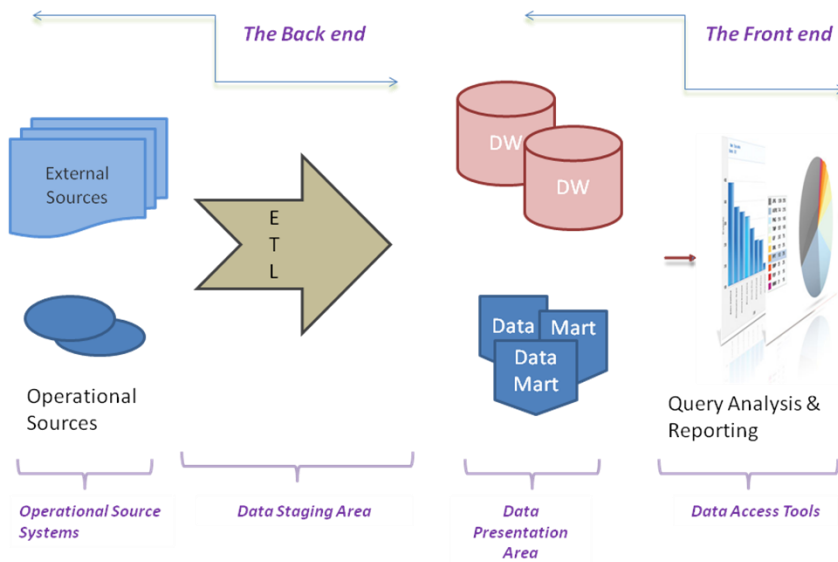 The Back end
The Front end
External
Sources
E
T
L
DW
DW
Data
Mart
Data
Mart
Operational
Sources
Query Analysis &
Reporting
Operational Source
Systems
Data Staging Area
Data
Presentation
Area
Data Access Tools